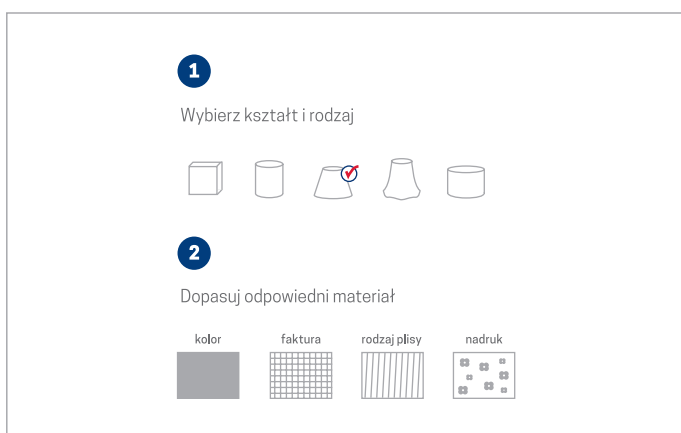 1
Wybierz kształt i rodzaj
2
Dopasuj odpowiedni materiał
kolor faktura rodzaj plisy nadruk